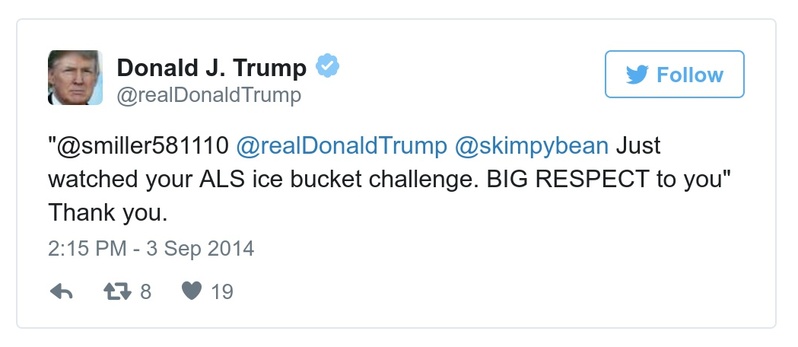 Donald J. Trump
@realDonaldTrump
Follow
"@smiller581110 @realDonaldTrump @skimpybean Just
watched your ALS ice bucket challenge. BIG RESPECT to you"
Thank you.
2:15 PM - 3 Sep 2014
8 19